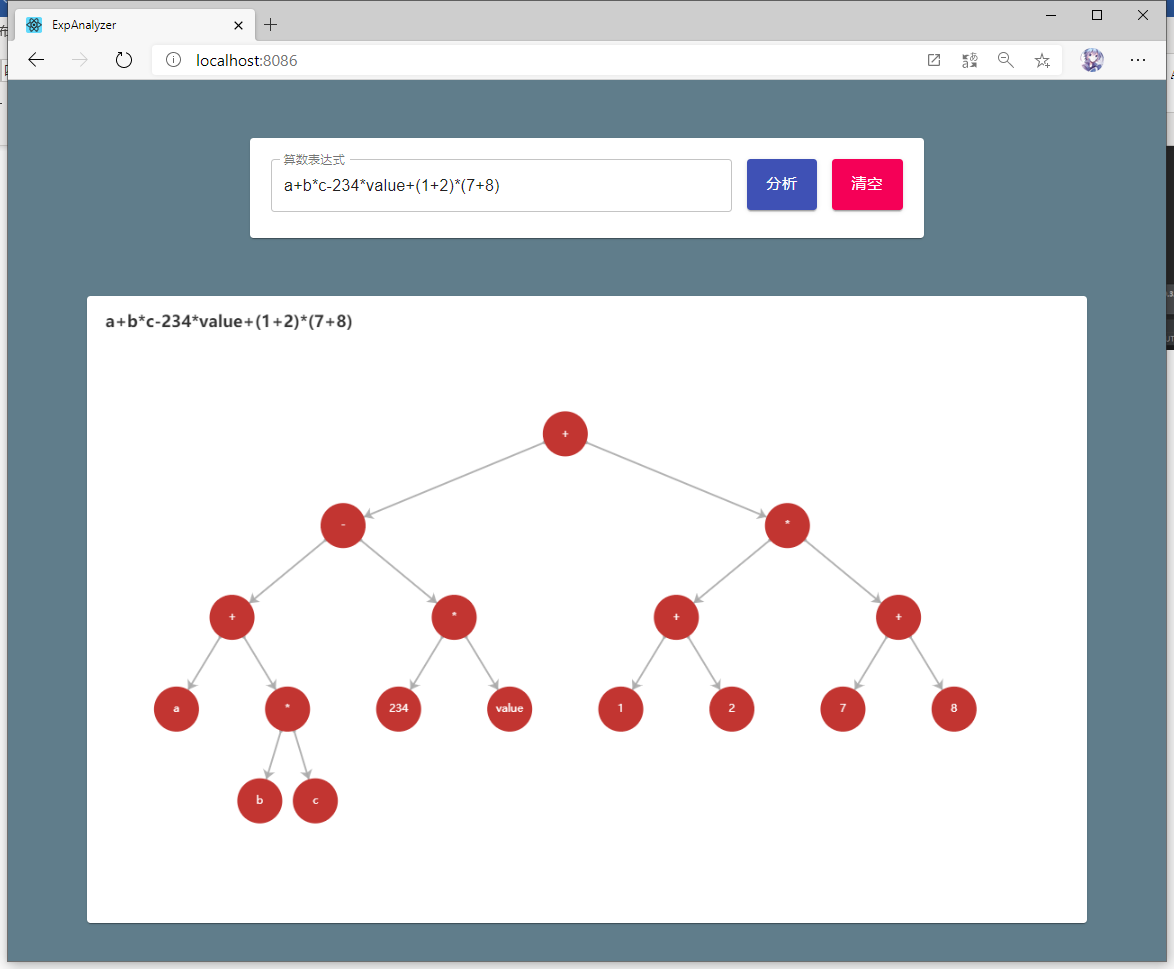 ExpAnalyzer
localhost:8086
算数表达式
a+b*c-234*value+(1+2)*(7+8)
分析
清空
a+b*c-234*value+(1+2)*(7+8)
+
- *
+ * + +
a * 234 value 1 2 7 8
b c